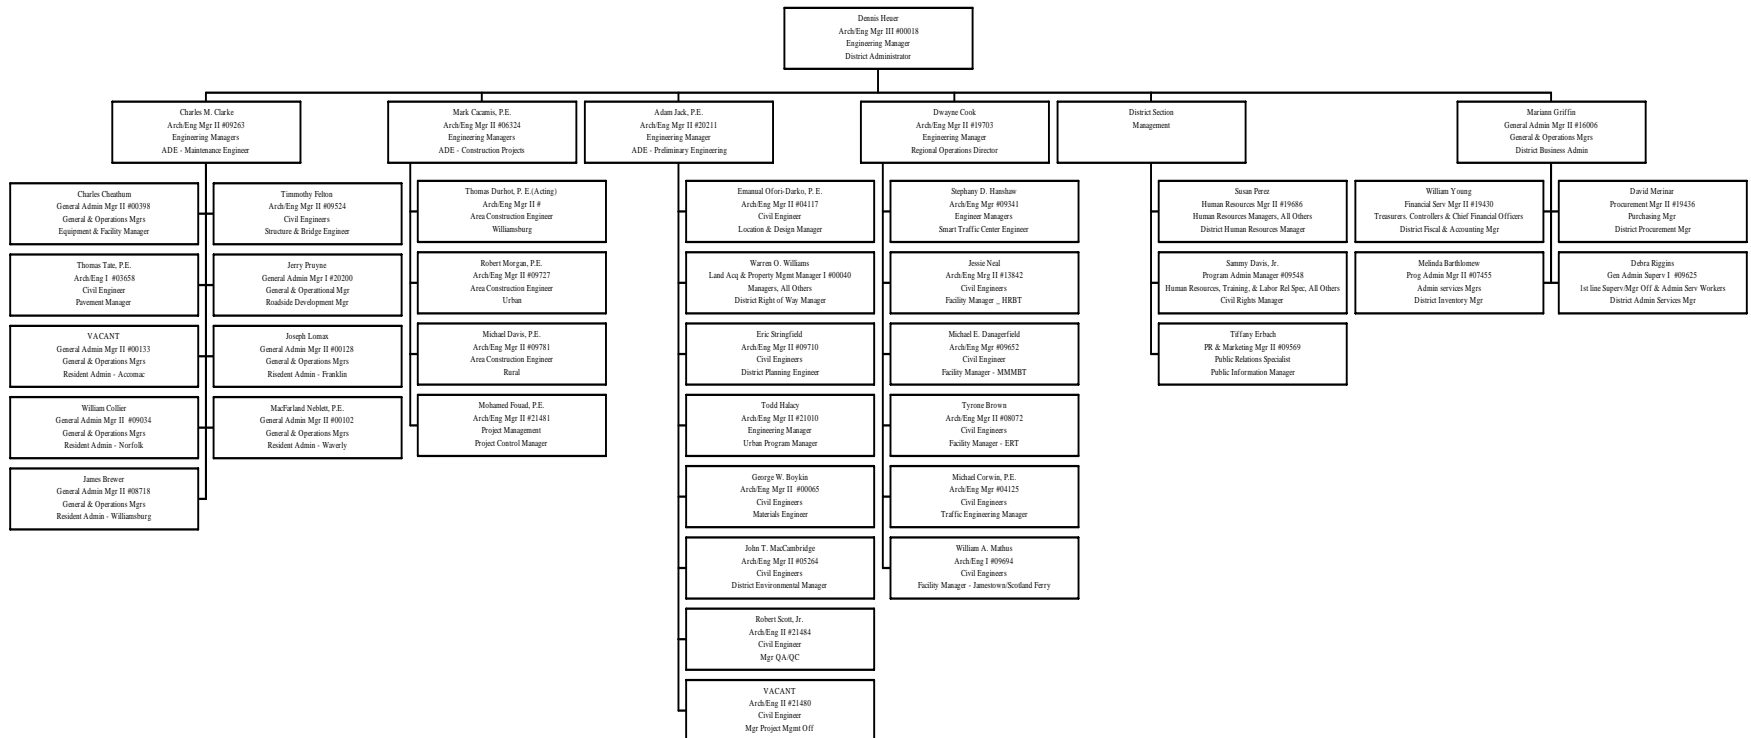 Dennis Heuer
Arch/Eng Mgr III #00018
Engineering Manager
District Administrator
Charles M. Clarke
Arch/Eng Mgr II #09263
Engineering Managers
ADE - Maintenance Engineer
Mark Cacamis, P.E.
Arch/Eng Mgr II #06324
Engineering Managers
ADE - Construction Projects
Adam Jack, P.E.
Arch/Eng Mgr II #20211
Engineering Manager
ADE - Preliminary Engineering
Dwayne Cook
Arch/Eng Mgr II #19703
Engineering Manager
Regional Operations Director
District Section
Management
Mariann Griffin
General Admin Mgr II #16006
General & Operations Mgrs
District Business Admin
Charles Cheathum
General Admin Mgr II #00398
General & Operations Mgrs
Equipment & Facility Manager
Timmothy Felton
Arch/Eng Mgr II #09524
Civil Engineers
Structure & Bridge Engineer
Thomas Tate, P.E.
Arch/Eng I #03658
Civil Engineer
Pavement Manager
Jerry Pruyne
General Admin Mgr I #20200
General & Operational Mgr
Roadside Development Mgr
VACANT
General Admin Mgr II #00133
General & Operations Mgrs
Resident Admin - Accomac
Joseph Lomax
General Admin Mgr II #00128
General & Operations Mgrs
Risedent Admin - Franklin
William Collier
General Admin Mgr II #09034
General & Operations Mgrs
Resident Admin - Norfolk
MacFarland Neblett, P.E.
General Admin Mgr II #00102
General & Operations Mgrs
Resident Admin - Waverly
James Brewer
General Admin Mgr II #08718
General & Operations Mgrs
Resident Admin - Williamsburg
Thomas Durhot, P. E.(Acting)
Arch/Eng Mgr II #
Area Construction Engineer
Williamsburg
Robert Morgan, P.E.
Arch/Eng Mgr II #09727
Area Construction Engineer
Urban
Michael Davis, P.E.
Arch/Eng Mgr II #09781
Area Construction Engineer
Rural
Mohamed Fouad, P.E.
Arch/Eng Mgr II #21481
Project Management
Project Control Manager
Emanual Ofori-Darko, P. E.
Arch/Eng Mgr II #04117
Civil Engineer
Location & Design Manager
Warren O. Williams
Land Acq & Property Mgmt Manager I #00040
Managers, All Others
District Right of Way Manager
Eric Stringfield
Arch/Eng Mgr II #09710
Civil Engineers
District Planning Engineer
Todd Halacy
Arch/Eng Mgr II #21010
Engineering Manager
Urban Program Manager
George W. Boykin
Arch/Eng Mgr II #00065
Civil Engineers
Materials Engineer
John T. MacCambridge
Arch/Eng Mgr II #05264
Civil Engineers
District Environmental Manager
Robert Scott, Jr.
Arch/Eng II #21484
Civil Engineer
Mgr QA/QC
VACANT
Arch/Eng II #21480
Civil Engineer
Mgr Project Mgmt Off
Stephany D. Hanshaw
Arch/Eng Mgr #09341
Engineer Managers
Smart Traffic Center Engineer
Jessie Neal
Arch/Eng Mrg II #13842
Civil Engineers
Facility Manager _ HRBT
Michael E. Danagerfield
Arch/Eng Mgr #09652
Civil Engineer
Facility Manager - MMMBT
Tyrone Brown
Arch/Eng Mgr II #08072
Civil Engineers
Facility Manager - ERT
Michael Corwin, P.E.
Arch/Eng Mgr #04125
Civil Engineers
Traffic Engineering Manager
William A. Mathus
Arch/Eng I #09694
Civil Engineers
Facility Manager - Jamestown/Scotland Ferry
Susan Perez
Human Resources Mgr II #19686
Human Resources Managers, All Others
District Human Resources Manager
Sammy Davis, Jr.
Program Admin Manager #09548
Human Resources, Training, & Labor Rel Spec, All Others
Civil Rights Manager
Tiffany Erbach
PR & Marketing Mgr II #09569
Public Relations Specialist
Public Information Manager
William Young
Financial Serv Mgr II #19430
Treasurers. Controllers & Chief Financial Officers
District Fiscal & Accounting Mgr
David Merinar
Procurement Mgr II #19436
Purchasing Mgr
District Procurement Mgr
Melinda Barthlomew
Prog Admin Mgr II #07455
Admin services Mgrs
District Inventory Mgr
Debra Riggins
Gen Admin Superv I #09625
1st line Superv/Mgr Off & Admin Serv Workers
District Admin Services Mgr